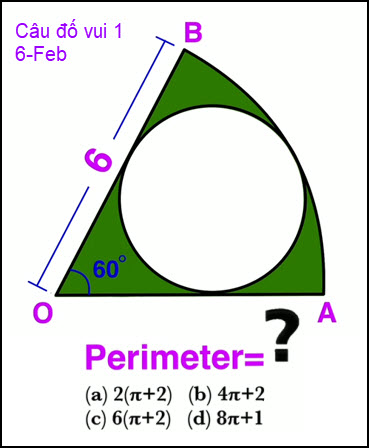 Câu đố vui 1
6-Feb
B
6
60°
O
A
Perimeter= ?
(a) 2(π+2) (b) 4π+2
(c) 6(π+2) (d) 8π+1